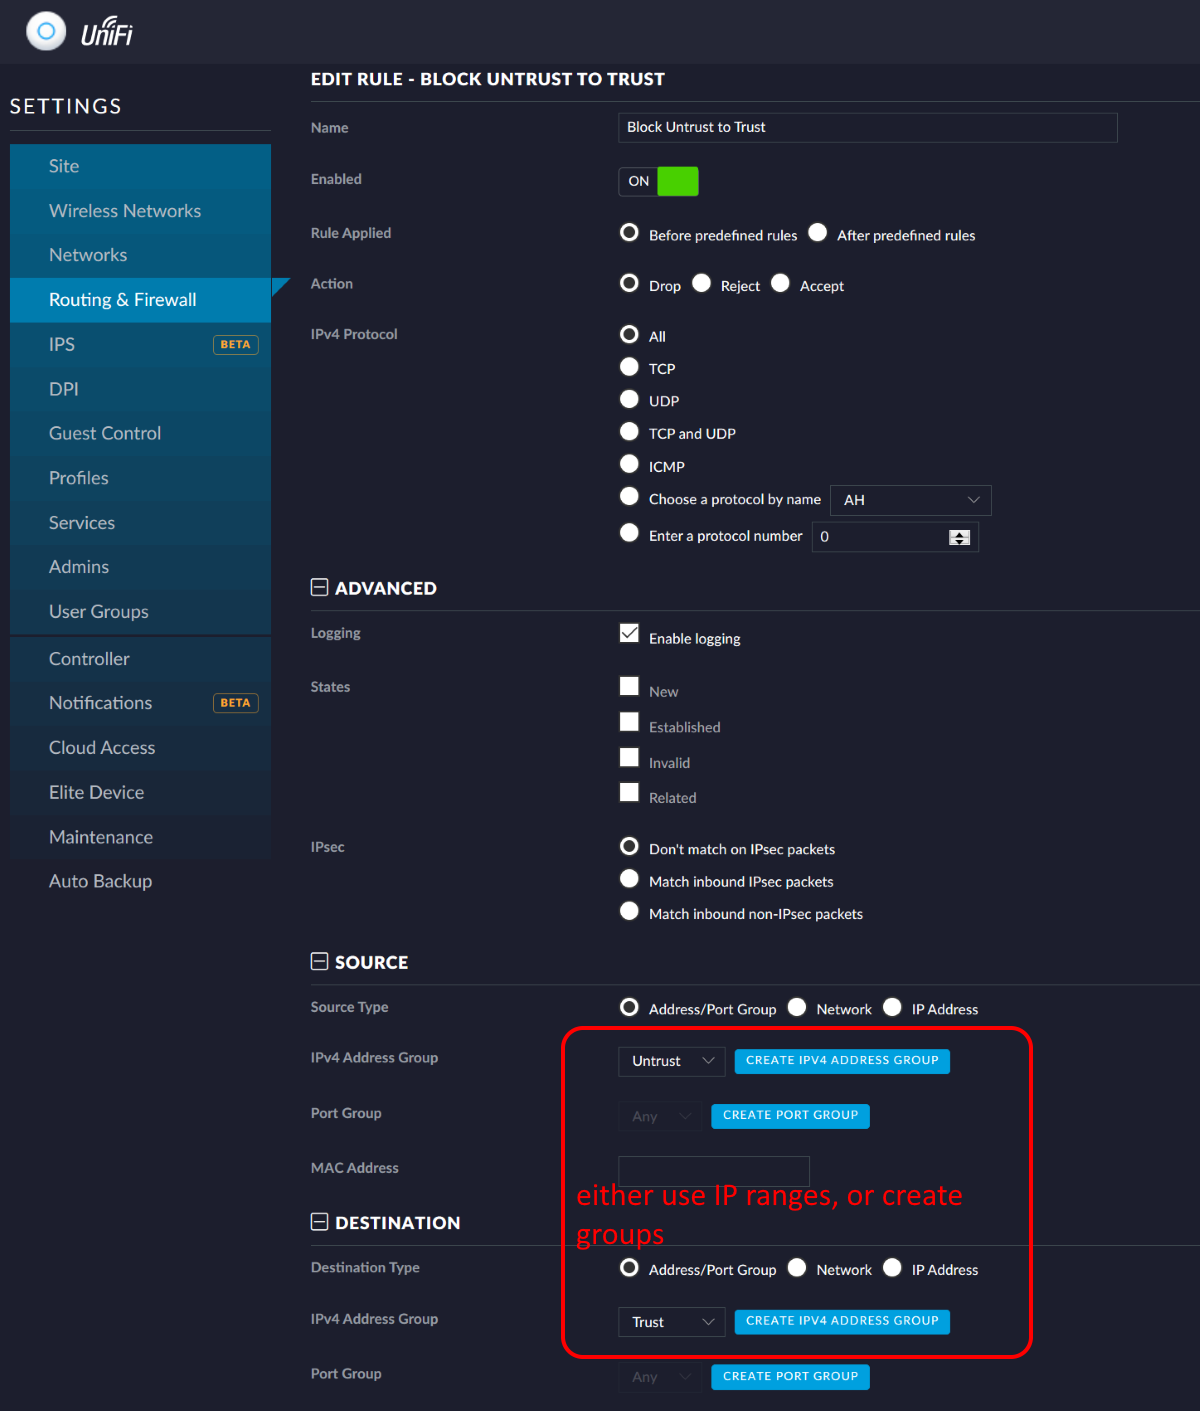 UniFi
SETTINGS
Site
Wireless Networks
Networks
Routing & Firewall
IPS BETA
DPI
Guest Control
Profiles
Services
Admins
User Groups
Controller
Notifications BETA
Cloud Access
Elite Device
Maintenance
Auto Backup
EDIT RULE - BLOCK UNTRUST TO TRUST
Name Block Untrust to Trust
Enabled ON
Rule Applied Before predefined rules After predefined rules
Action Drop Reject Accept
IPv4 Protocol All
TCP
UDP
TCP and UDP
ICMP
Choose a protocol by name AH
Enter a protocol number 0
ADVANCED
Logging Enable logging
States New
Established
Invalid
Related
IPsec Don't match on IPsec packets
Match inbound IPsec packets
Match inbound non-IPsec packets
SOURCE
Source Type Address/Port Group Network IP Address
IPv4 Address Group Untrust CREATE IPV4 ADDRESS GROUP
Port Group Any CREATE PORT GROUP
MAC Address
either use IP ranges, or create
groups
DESTINATION
Destination Type Address/Port Group Network IP Address
IPv4 Address Group Trust CREATE IPV4 ADDRESS GROUP
Port Group Any CREATE PORT GROUP